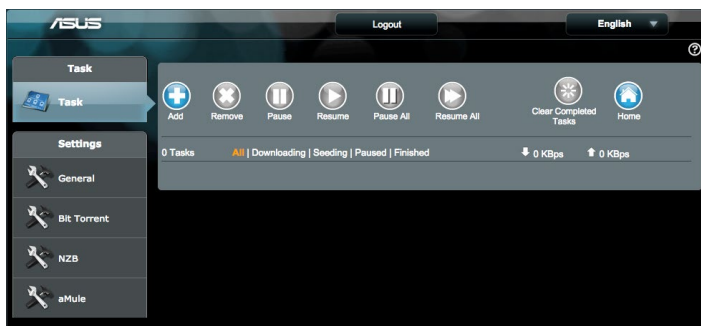 ASUS
Logout
English
Task
Task
Add
Remove
Pause
Resume
Pause All
Resume All
Clear Completed
Tasks
Home
0 Tasks
All | Downloading | Seeding | Paused | Finished
0 KBps
0 KBps
Settings
General
Bit Torrent
NZB
aMule